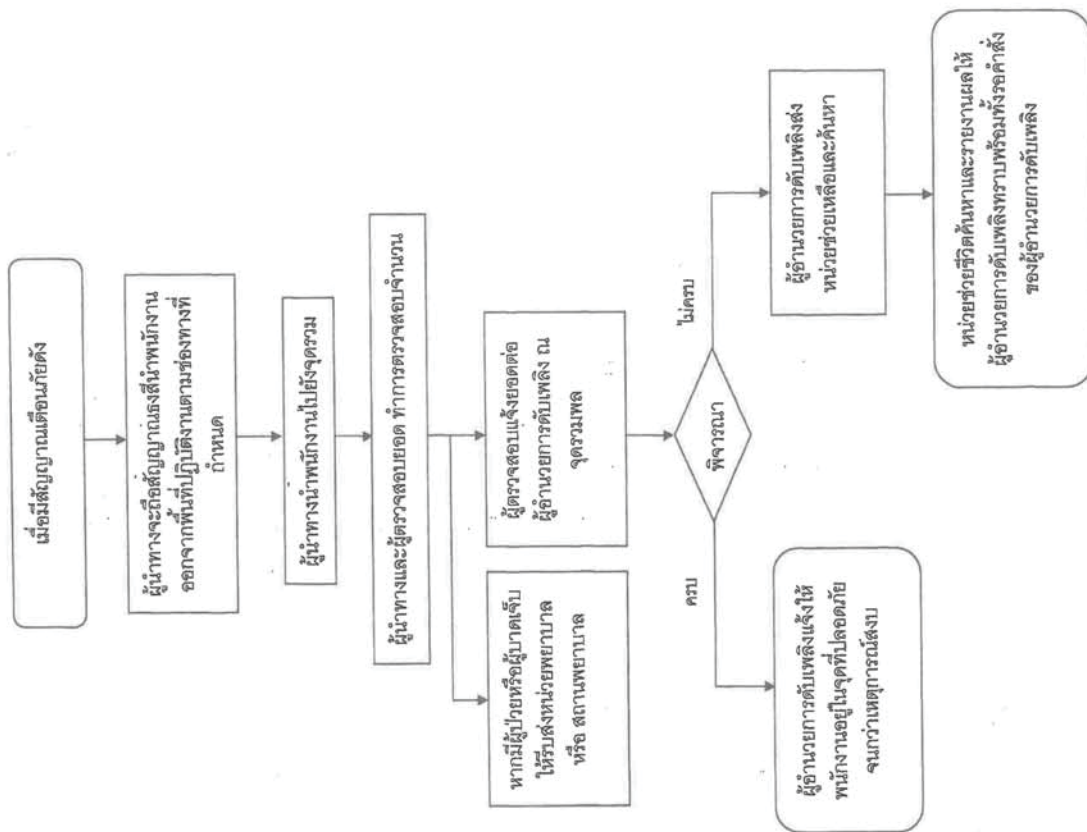 เมื่อมีสัญญาณเตือนภัยดัง
ผู้นำทางจะถือสัญญาณธงสีนำพนักงาน
ออกจากพื้นที่ปฏิบัติงานตามช่องทางที่
กำหนด
ผู้นำทางนำพนักงานไปยังจุดรวม
ผู้นำทางและผู้ตรวจสอบยอด ทำการตรวจสอบจำนวน
หากมีผู้ป่วยหรือผู้บาดเจ็บ
ให้รีบส่งหน่วยพยาบาล
หรือ สถานพยาบาล
ผู้ตรวจสอบแจ้งยอดต่อ
ผู้อำนวยการดับเพลิง ณ
จุดรวมพล
พิจารณา
ครบ
ไม่ครบ
ผู้อำนวยการดับเพลิงแจ้งให้
พนักงานอยู่ในจุดที่ปลอดภัย
จนกว่าเหตุการณ์สงบ
ผู้อำนวยการดับเพลิงส่ง
หน่วยช่วยเหลือและค้นหา
หน่วยช่วยชีวิตค้นหาและรายงานผลให้
ผู้อำนวยการดับเพลิงทราบพร้อมทั้งรอคำสั่ง
ของผู้อำนวยการดับเพลิง